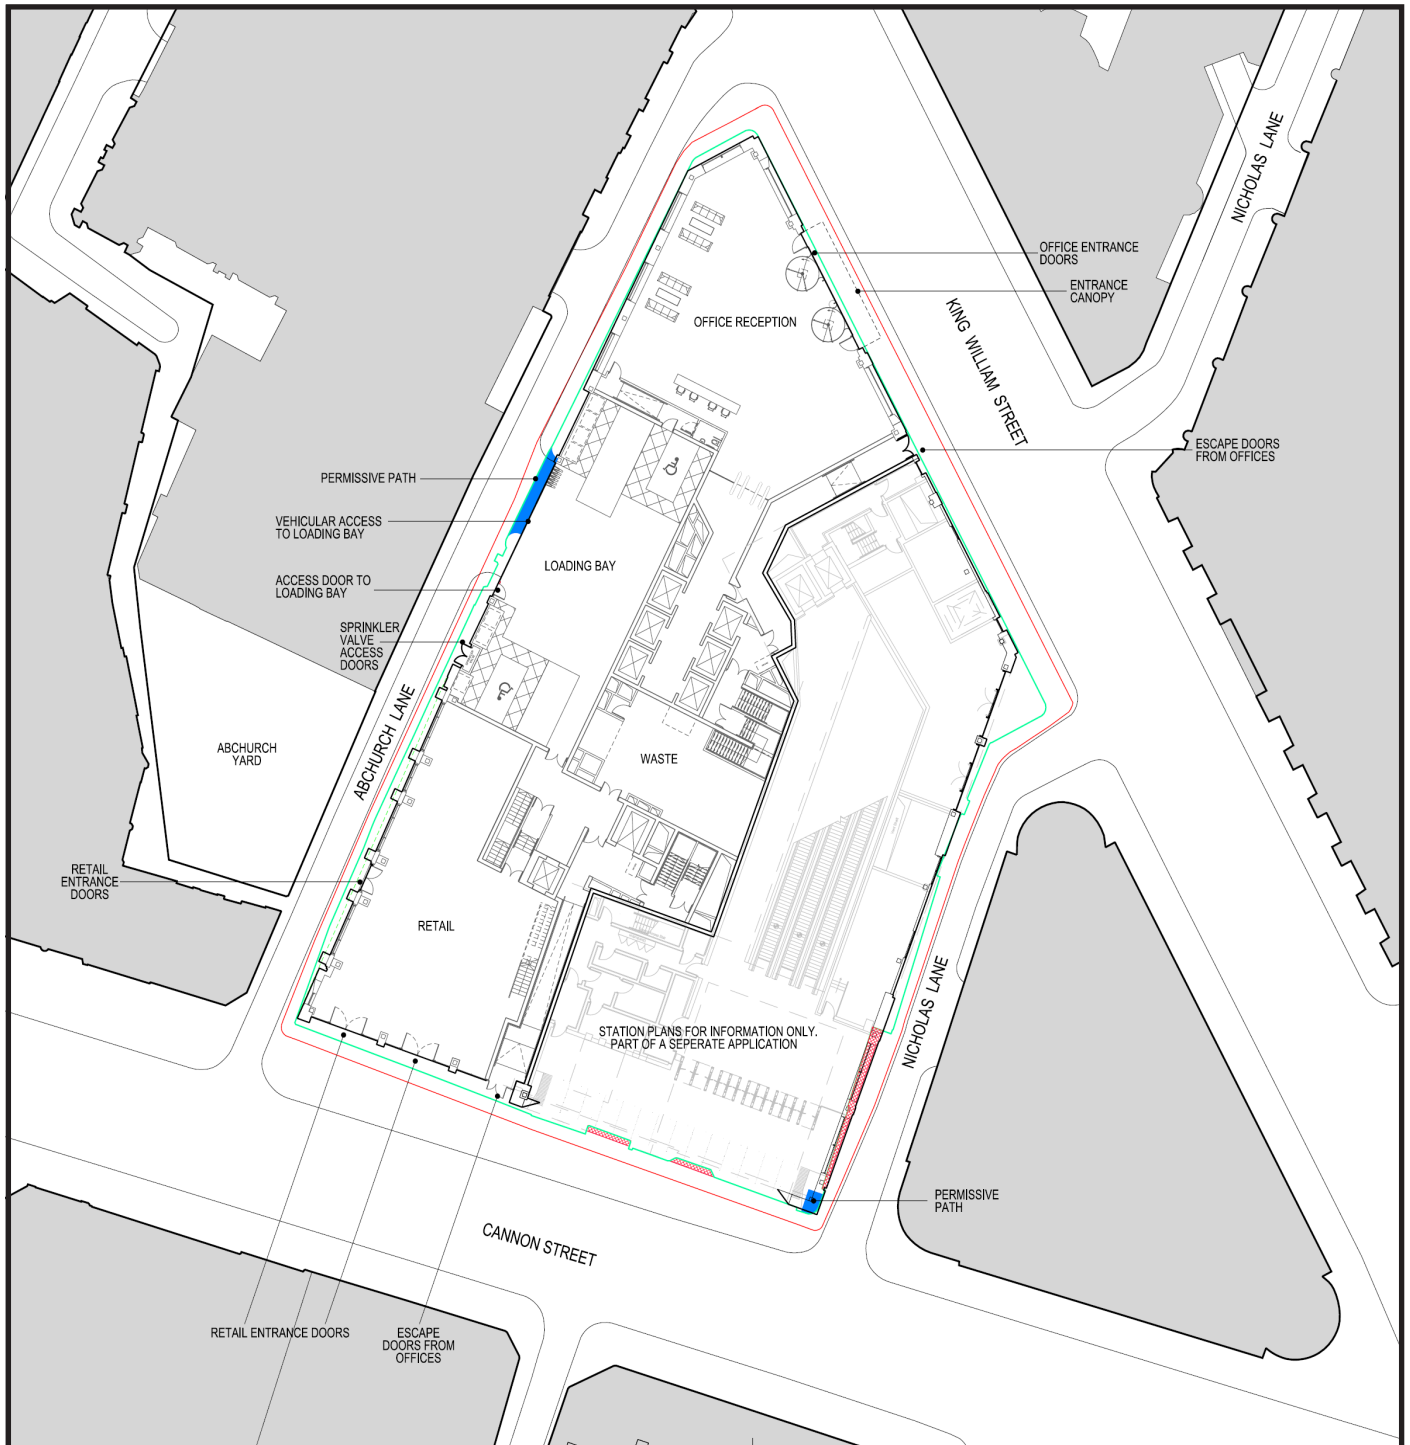 NICHOLAS LANE
OFFICE ENTRANCE
DOORS
ENTRANCE
CANOPY
KING WILLIAM STREET
OFFICE RECEPTION
ESCAPE DOORS
FROM OFFICES
PERMISSIVE PATH
VEHICULAR ACCESS
TO LOADING BAY
LOADING BAY
ACCESS DOOR TO
LOADING BAY
SPRINKLER
VALVE
ACCESS
DOORS
ABCHURCH LANE
ABCHURCH
YARD
WASTE
RETAIL
ENTRANCE
DOORS
RETAIL
NICHOLAS LANE
STATION PLANS FOR INFORMATION ONLY.
PART OF A SEPERATE APPLICATION
PERMISSIVE
PATH
CANNON STREET
RETAIL ENTRANCE DOORS
ESCAPE
DOORS FROM
OFFICES